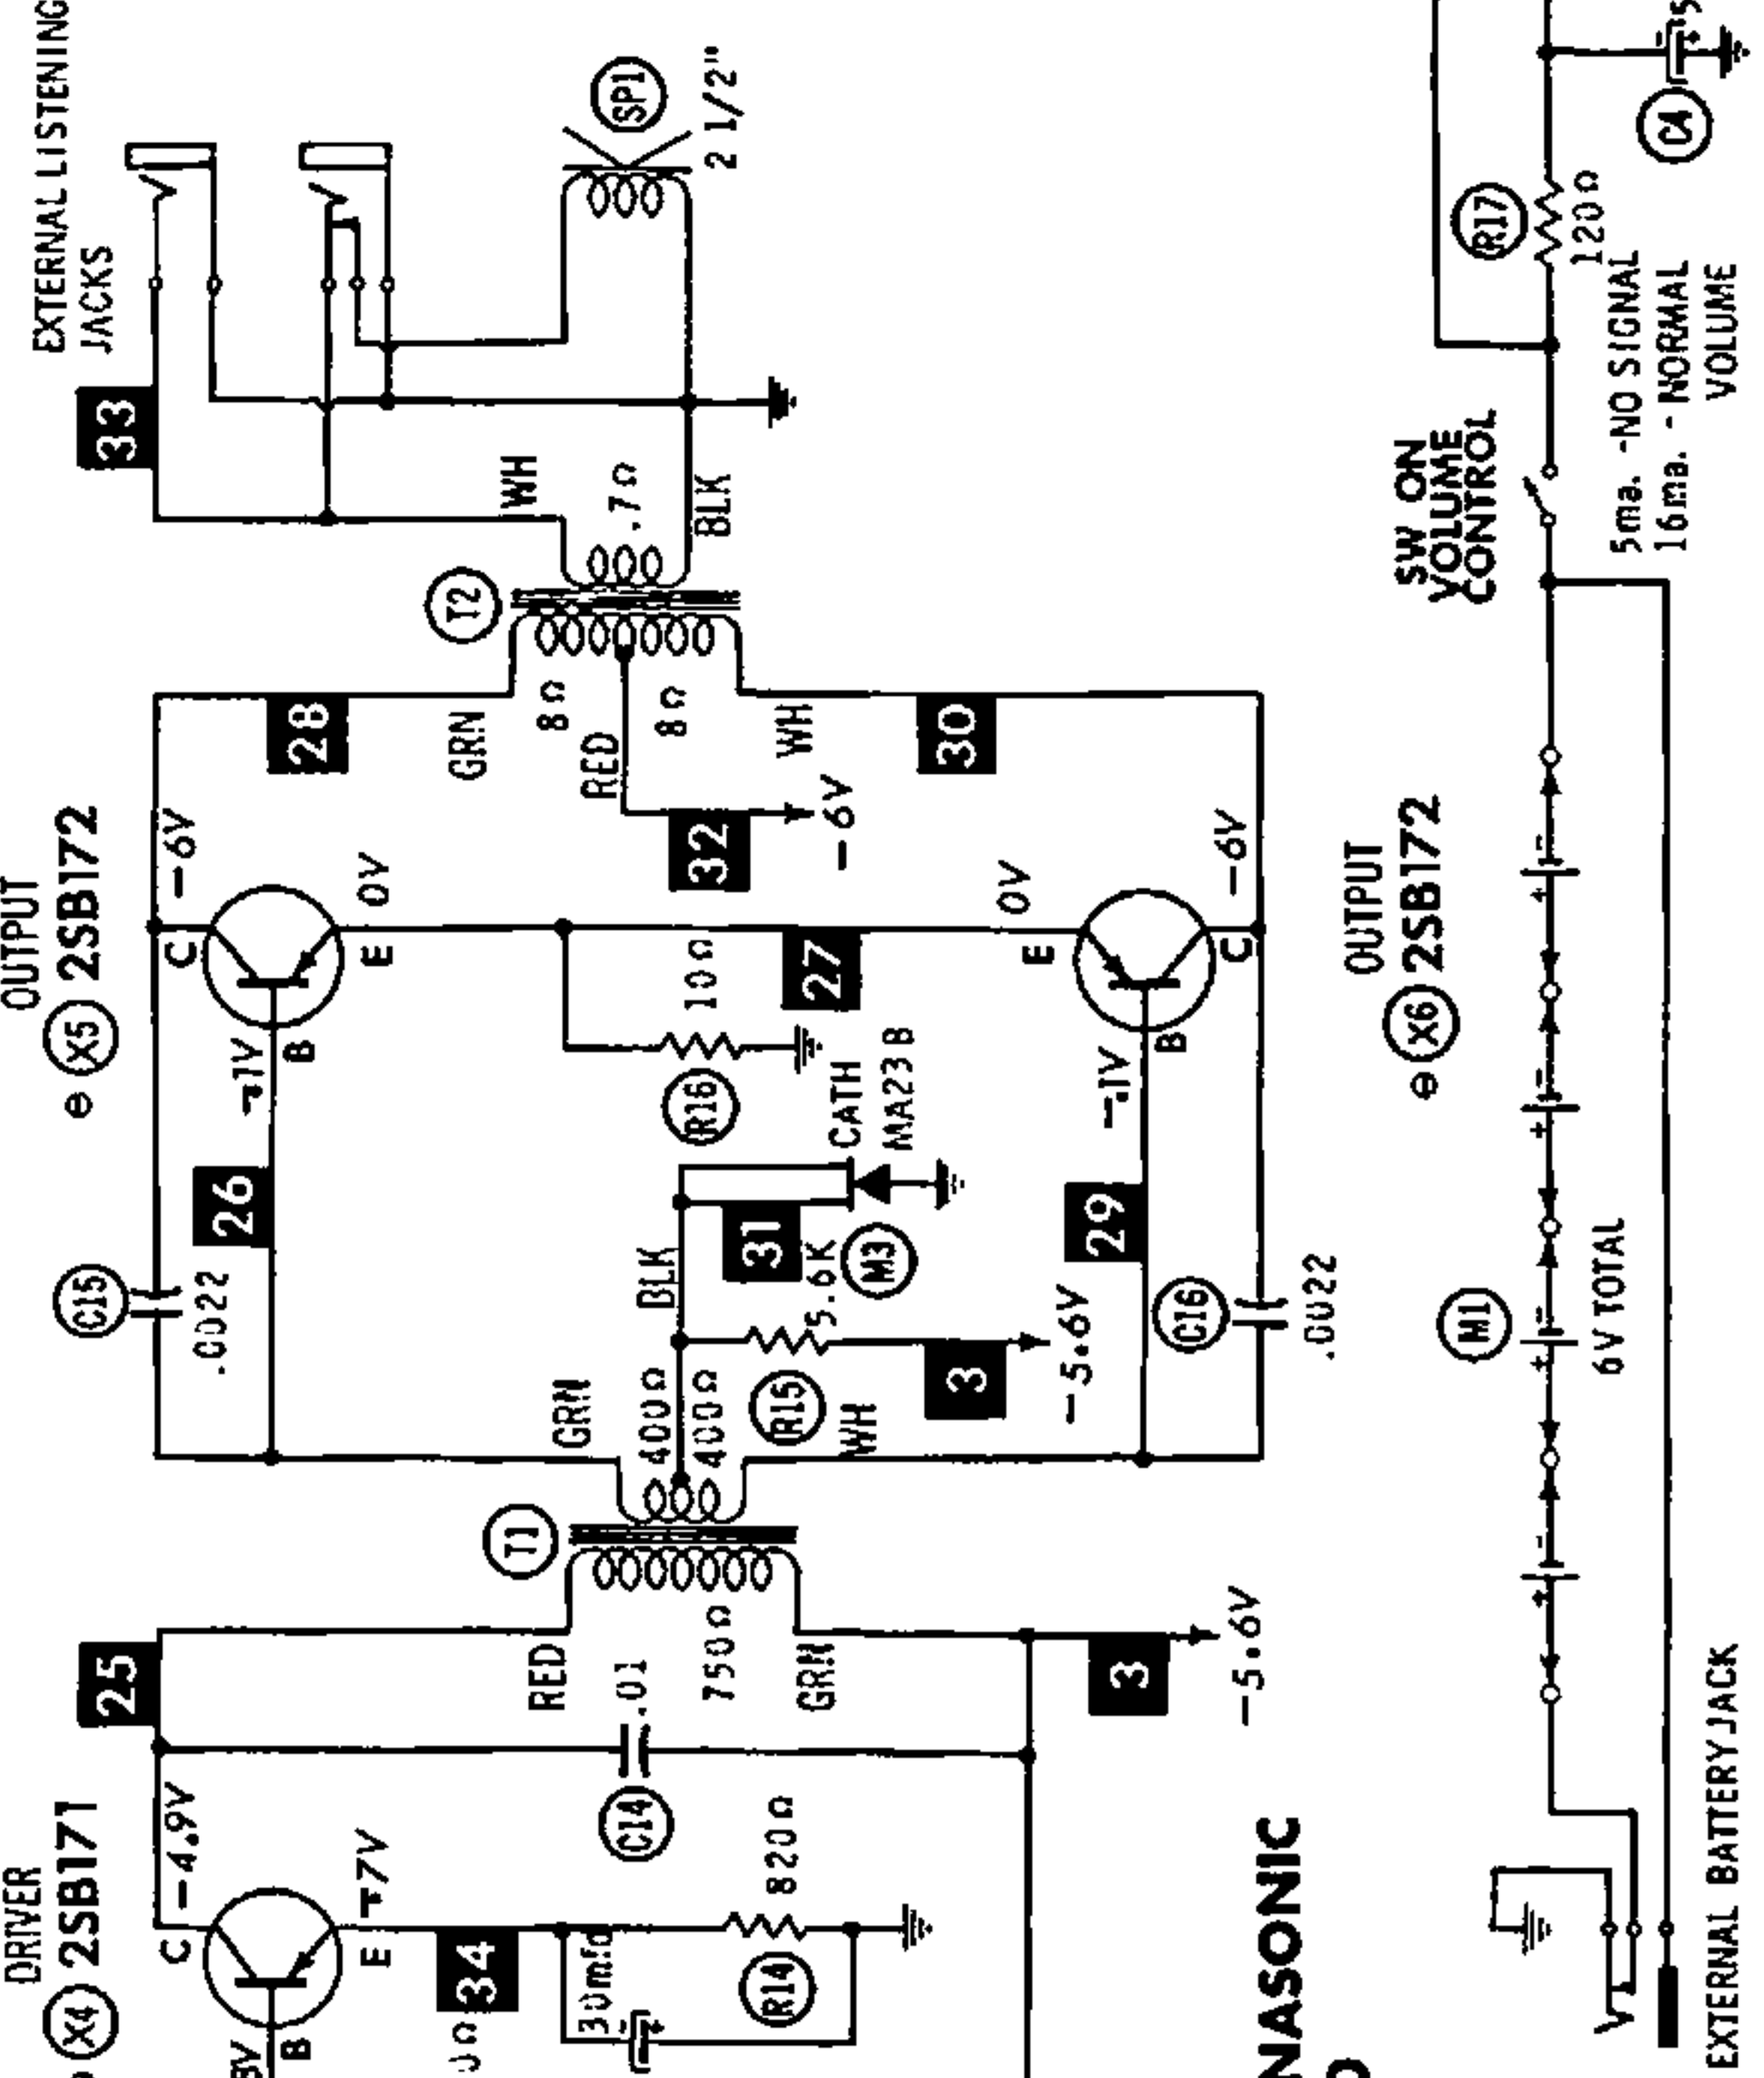 EXTERNAL LISTENING
JACKS
33
SP1
2 1/2"
WH
.7Ω
BLK
T2
28
GRN
8Ω
RED
8Ω
WH
30
32
-6V
OUTPUT
⊖ X5 2SB172
C
-6V
E
0V
B
-.1V
10Ω
R16
27
0V
E
C
-6V
B
-.1V
OUTPUT
⊖ X6 2SB172
26
C15
.0022
BLK
31
CATH
MA23B
M3
29
C16
.0022
GRN
400Ω
400Ω
5.6K
R15
3
-5.6V
WH
T1
25
RED
.01
750Ω
GRN
3
-5.6V
C14
DRIVER
X4 2SB171
C
-4.9V
E
-.7V
B
34
30mfd
820Ω
R14
R17
120Ω
C4
5ma. -NO SIGNAL
16ma. - NORMAL
VOLUME
SW ON
VOLUME
CONTROL
M1
6V TOTAL
EXTERNAL BATTERY JACK
NASONIC